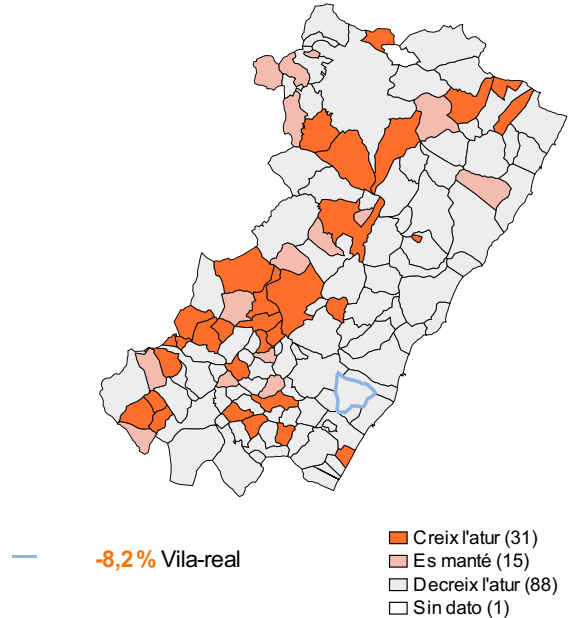 -8,2% Vila-real
Creix l'atur (31)
Es manté (15)
Decreix l'atur (88)
Sin dato (1)